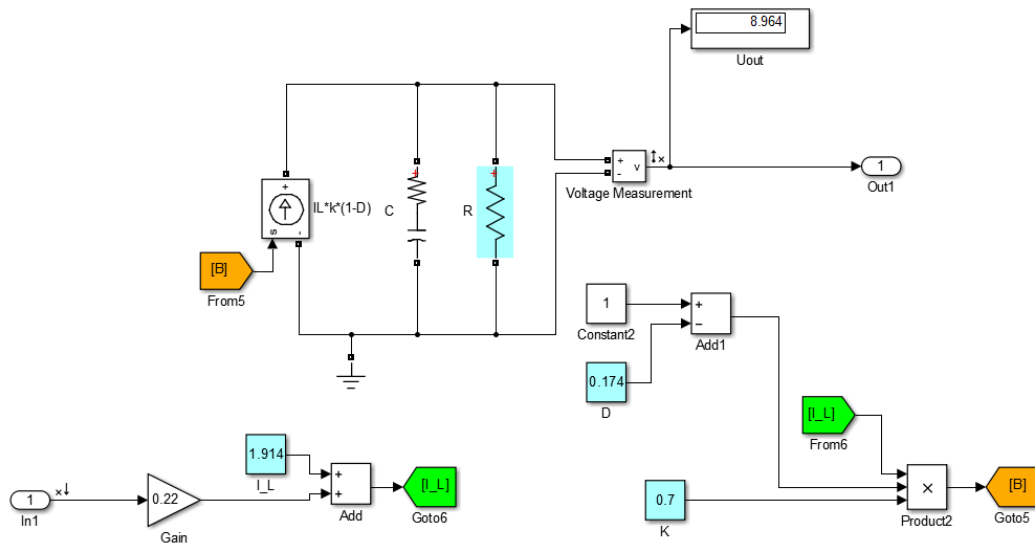 8.964
Uout
+
-
v
Voltage Measurement
1
Out1
+
s
-
IL*k*(1-D)
C
R
[B]
From5
1
Constant2
+
−
Add1
0.174
D
[I_L]
From6
1.914
I_L
+
+
Add
[I_L]
Goto6
1
In1
0.22
Gain
0.7
K
×
Product2
[B]
Goto5